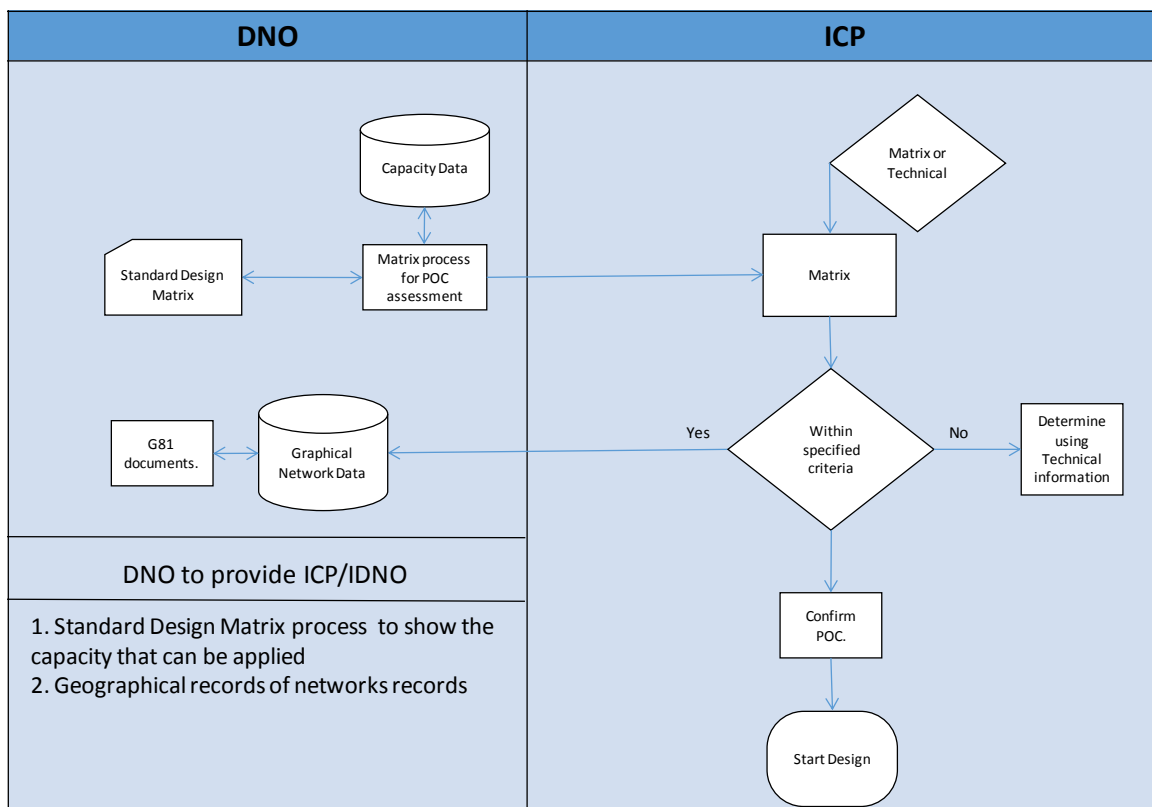 DNO
ICP
Capacity Data
Matrix or
Technical
Standard Design
Matrix
Matrix process
for POC
assessment
Matrix
G81
documents.
Graphical
Network Data
Yes
Within
specified
criteria
No
Determine
using
Technical
information
DNO to provide ICP/IDNO
1. Standard Design Matrix process to show the
capacity that can be applied
2. Geographical records of networks records
Confirm
POC.
Start Design